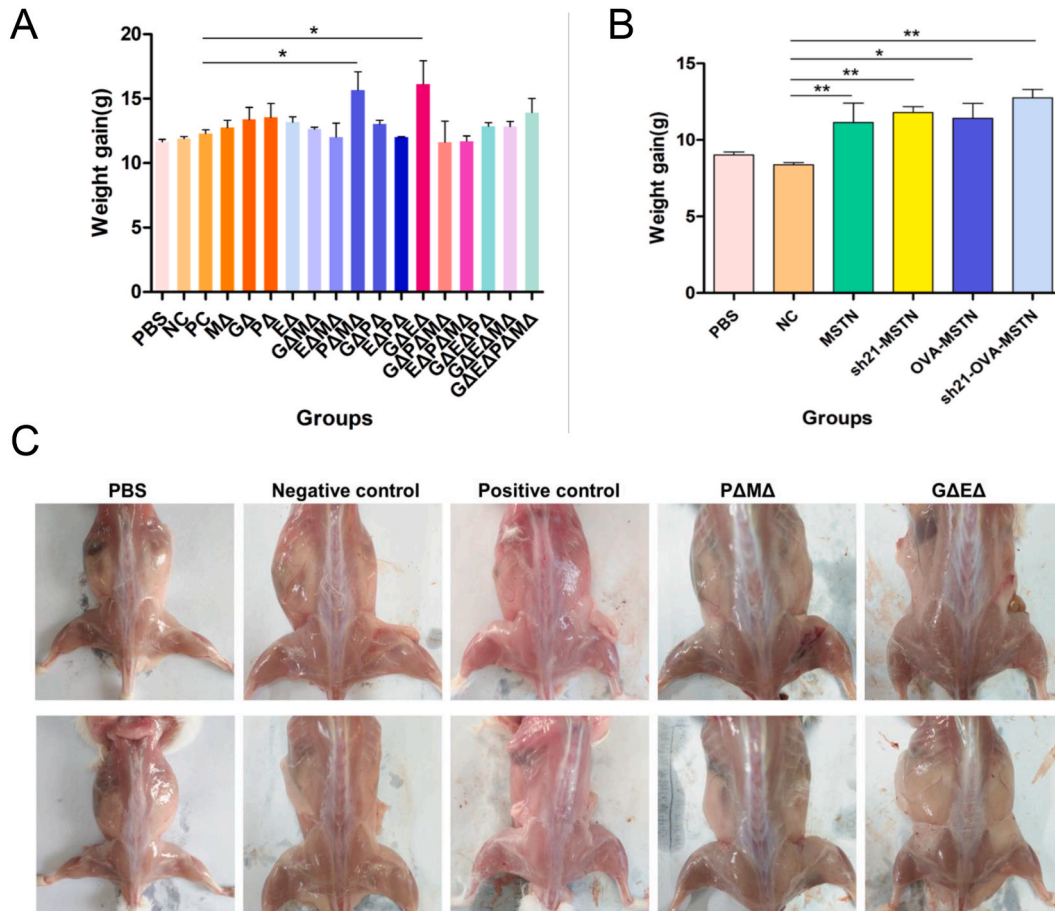 A
Weight gain(g)
20
15
10
5
0
*
*
PBS
NC
PC
MΔ
GΔ
PΔ
EΔ
GΔMΔ
EΔMΔ
PΔMΔ
GΔPΔ
EΔPΔ
GΔEΔ
GΔPΔMΔ
EΔPΔMΔ
GΔEΔPΔ
GΔEΔMΔ
GΔEΔPΔMΔ
Groups
B
Weight gain(g)
15
10
5
0
**
*
**
**
PBS
NC
MSTN
sh21-MSTN
OVA-MSTN
sh21-OVA-MSTN
Groups
C
PBS
Negative control
Positive control
PΔMΔ
GΔEΔ